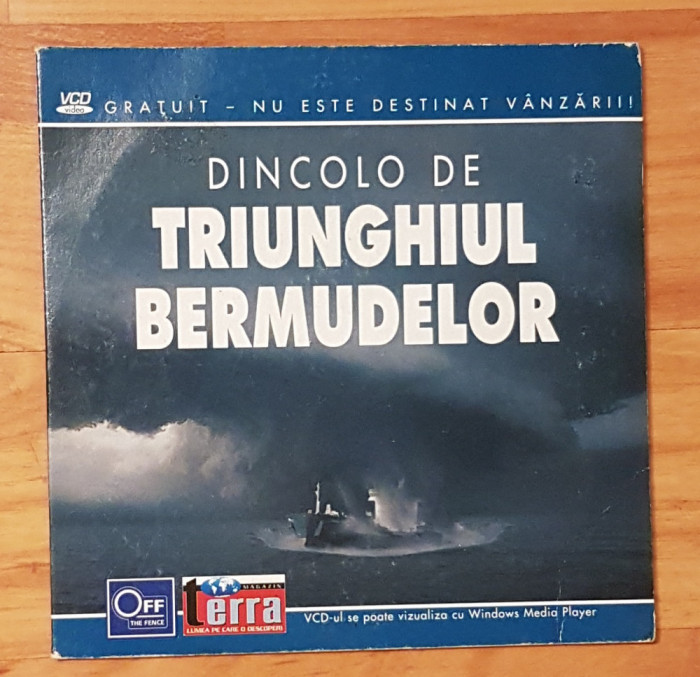 VCD
video
GRATUIT – NU ESTE DESTINAT VÂNZĂRII!
DINCOLO DE
TRIUNGHIUL
BERMUDELOR
OFF
THE FENCE
MAGAZIN
terra
LUMEA PE CARE O DESCOPERI
VCD-ul se poate vizualiza cu Windows Media Player